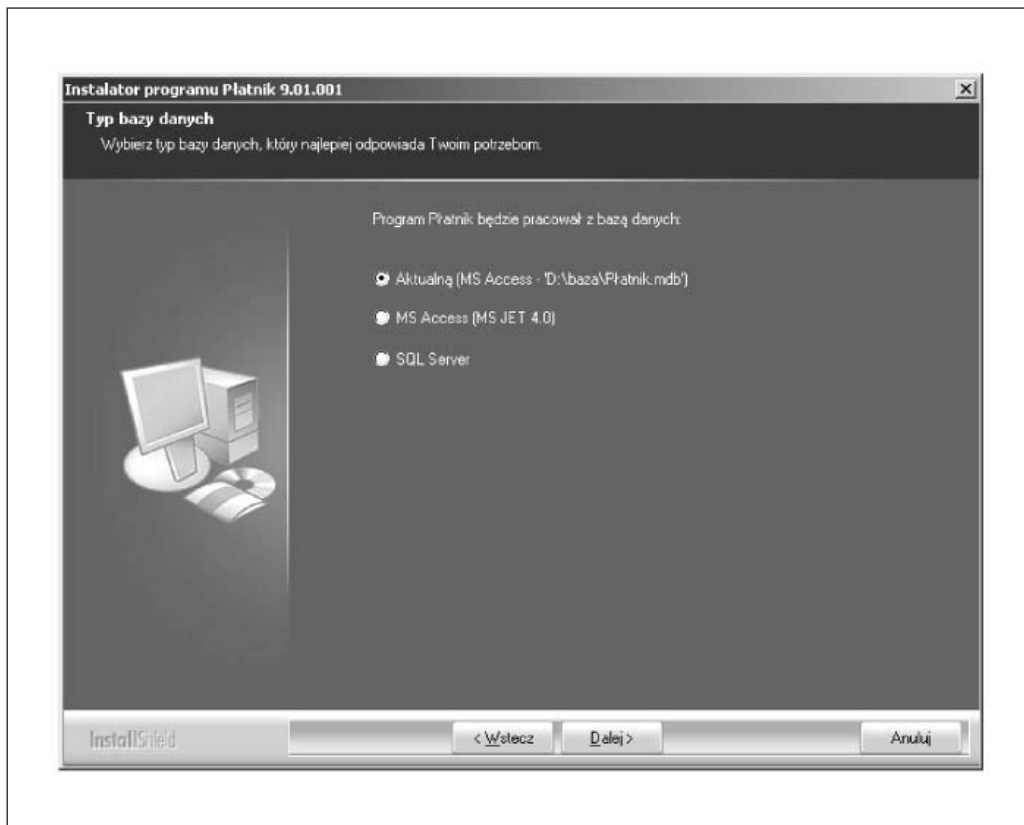 Instalator programu Płatnik 9.01.001
Typ bazy danych
Wybierz typ bazy danych, który najlepiej odpowiada Twoim potrzebom.
Program Płatnik będzie pracował z bazą danych:
Aktualną (MS Access - 'D:\baza\Płatnik.mdb')
MS Access (MS JET 4.0)
SQL Server
InstallShield
< Wstecz
Dalej >
Anuluj